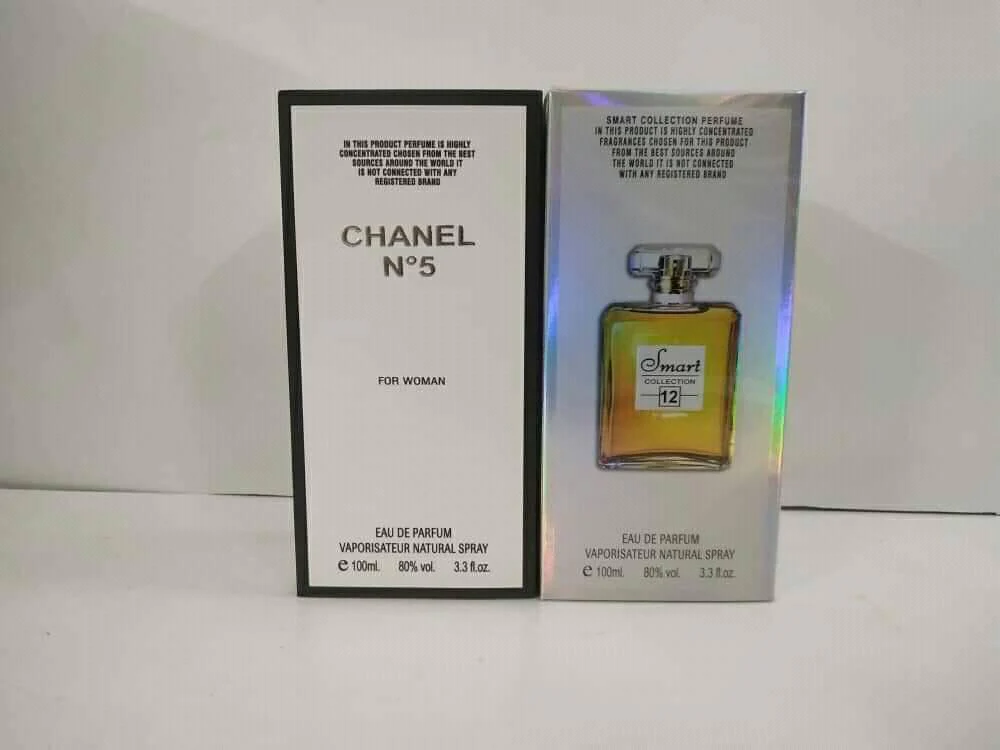 IN THIS PRODUCT PERFUME IS HIGHLY
CONCENTRATED CHOSEN FROM THE BEST
SOURCES AROUND THE WORLD IT
IS NOT CONNECTED WITH ANY
REGISTERED BRAND
CHANEL
N°5
FOR WOMAN
EAU DE PARFUM
VAPORISATEUR NATURAL SPRAY
e 100ml. 80% vol. 3.3 fl.oz.
SMART COLLECTION PERFUME
IN THIS PRODUCT IS HIGHLY CONCENTRATED
FRAGRANCES CHOSEN FOR THIS PRODUCT
FROM THE BEST SOURCES AROUND
THE WORLD IT IS NOT CONNECTED
WITH ANY REGISTERED BRAND
Smart
COLLECTION
12
EAU DE PARFUM
VAPORISATEUR NATURAL SPRAY
e 100ml. 80% vol. 3.3 fl.oz.